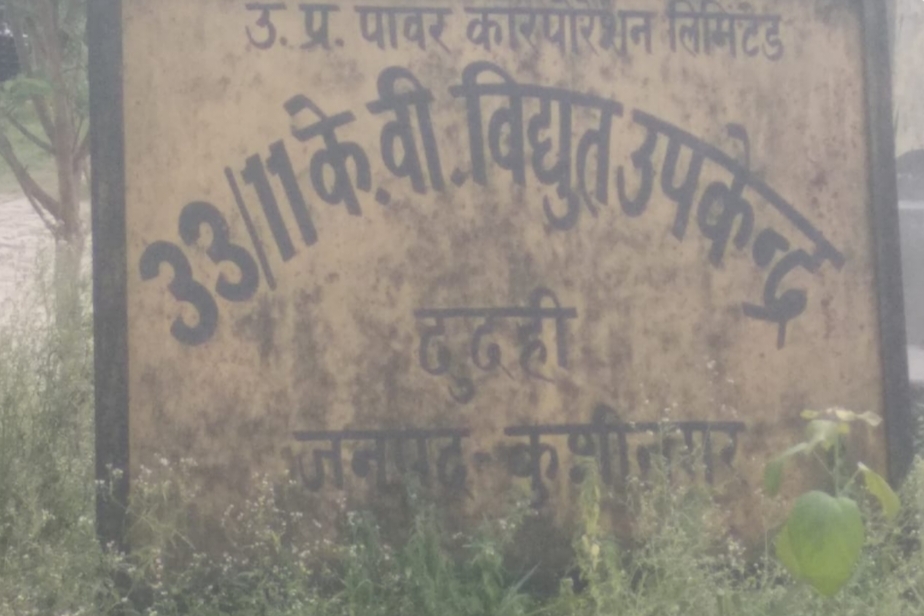 उ. प्र. पावर कारपोरेशन लिमिटेड
33/11 के.वी. विद्युत उपकेन्द्र
दुदही
जनपद - कुशीनगर